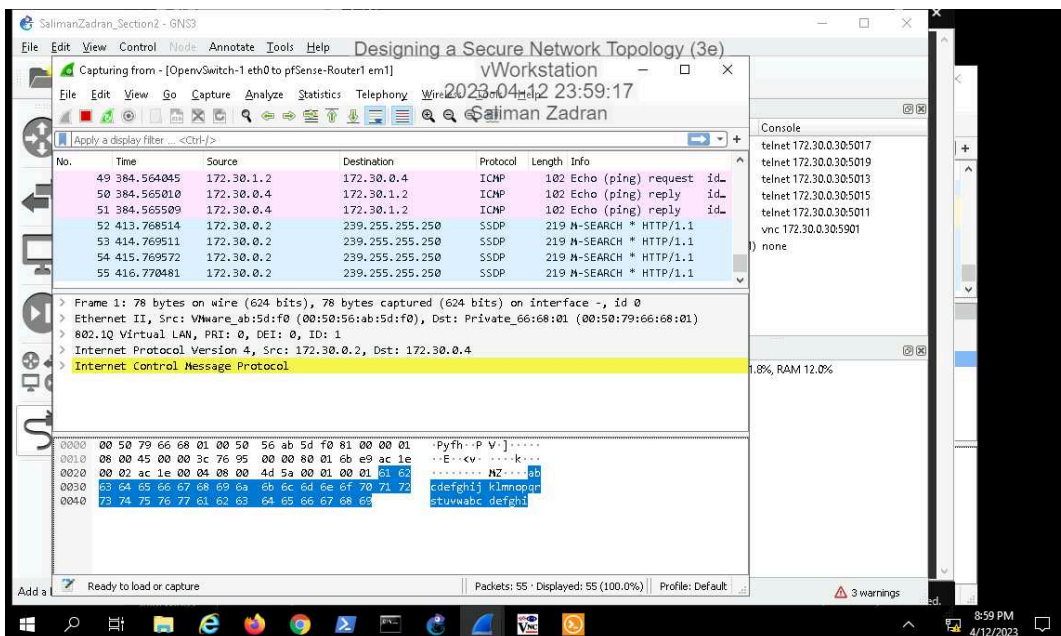 SalimanZadran_Section2 - GNS3
File Edit View Control Node Annotate Tools Help
Designing a Secure Network Topology (3e)
vWorkstation
2023-04-12 23:59:17
Saliman Zadran
Capturing from - [OpenvSwitch-1 eth0 to pfSense-Router1 em1]
File Edit View Go Capture Analyze Statistics Telephony Wireless Tools Help
Apply a display filter ... <Ctrl-/>
No. Time Source Destination Protocol Length Info
49 384.564045 172.30.1.2 172.30.0.4 ICMP 102 Echo (ping) request id…
50 384.565010 172.30.0.4 172.30.1.2 ICMP 102 Echo (ping) reply id…
51 384.565509 172.30.0.4 172.30.1.2 ICMP 102 Echo (ping) reply id…
52 413.768514 172.30.0.2 239.255.255.250 SSDP 219 M-SEARCH * HTTP/1.1
53 414.769511 172.30.0.2 239.255.255.250 SSDP 219 M-SEARCH * HTTP/1.1
54 415.769572 172.30.0.2 239.255.255.250 SSDP 219 M-SEARCH * HTTP/1.1
55 416.770481 172.30.0.2 239.255.255.250 SSDP 219 M-SEARCH * HTTP/1.1
Console
telnet 172.30.0.30:5017
telnet 172.30.0.30:5019
telnet 172.30.0.30:5013
telnet 172.30.0.30:5015
telnet 172.30.0.30:5011
vnc 172.30.0.30:5901
) none
> Frame 1: 78 bytes on wire (624 bits), 78 bytes captured (624 bits) on interface -, id 0
> Ethernet II, Src: VMware_ab:5d:f0 (00:50:56:ab:5d:f0), Dst: Private_66:68:01 (00:50:79:66:68:01)
> 802.1Q Virtual LAN, PRI: 0, DEI: 0, ID: 1
> Internet Protocol Version 4, Src: 172.30.0.2, Dst: 172.30.0.4
> Internet Control Message Protocol
1.8%, RAM 12.0%
0000 00 50 79 66 68 01 00 50 56 ab 5d f0 81 00 00 01 ·Pyfh··P V·]·····
0010 08 00 45 00 00 3c 76 95 00 00 80 01 6b e9 ac 1e ··E··<v· ····k···
0020 00 02 ac 1e 00 04 08 00 4d 5a 00 01 00 01 61 62 ········ MZ····ab
0030 63 64 65 66 67 68 69 6a 6b 6c 6d 6e 6f 70 71 72 cdefghij klmnopqr
0040 73 74 75 76 77 61 62 63 64 65 66 67 68 69 stuvwabc defghi
Ready to load or capture
Packets: 55 · Displayed: 55 (100.0%)
Profile: Default
Add a
3 warnings
ed.
8:59 PM
4/12/2023